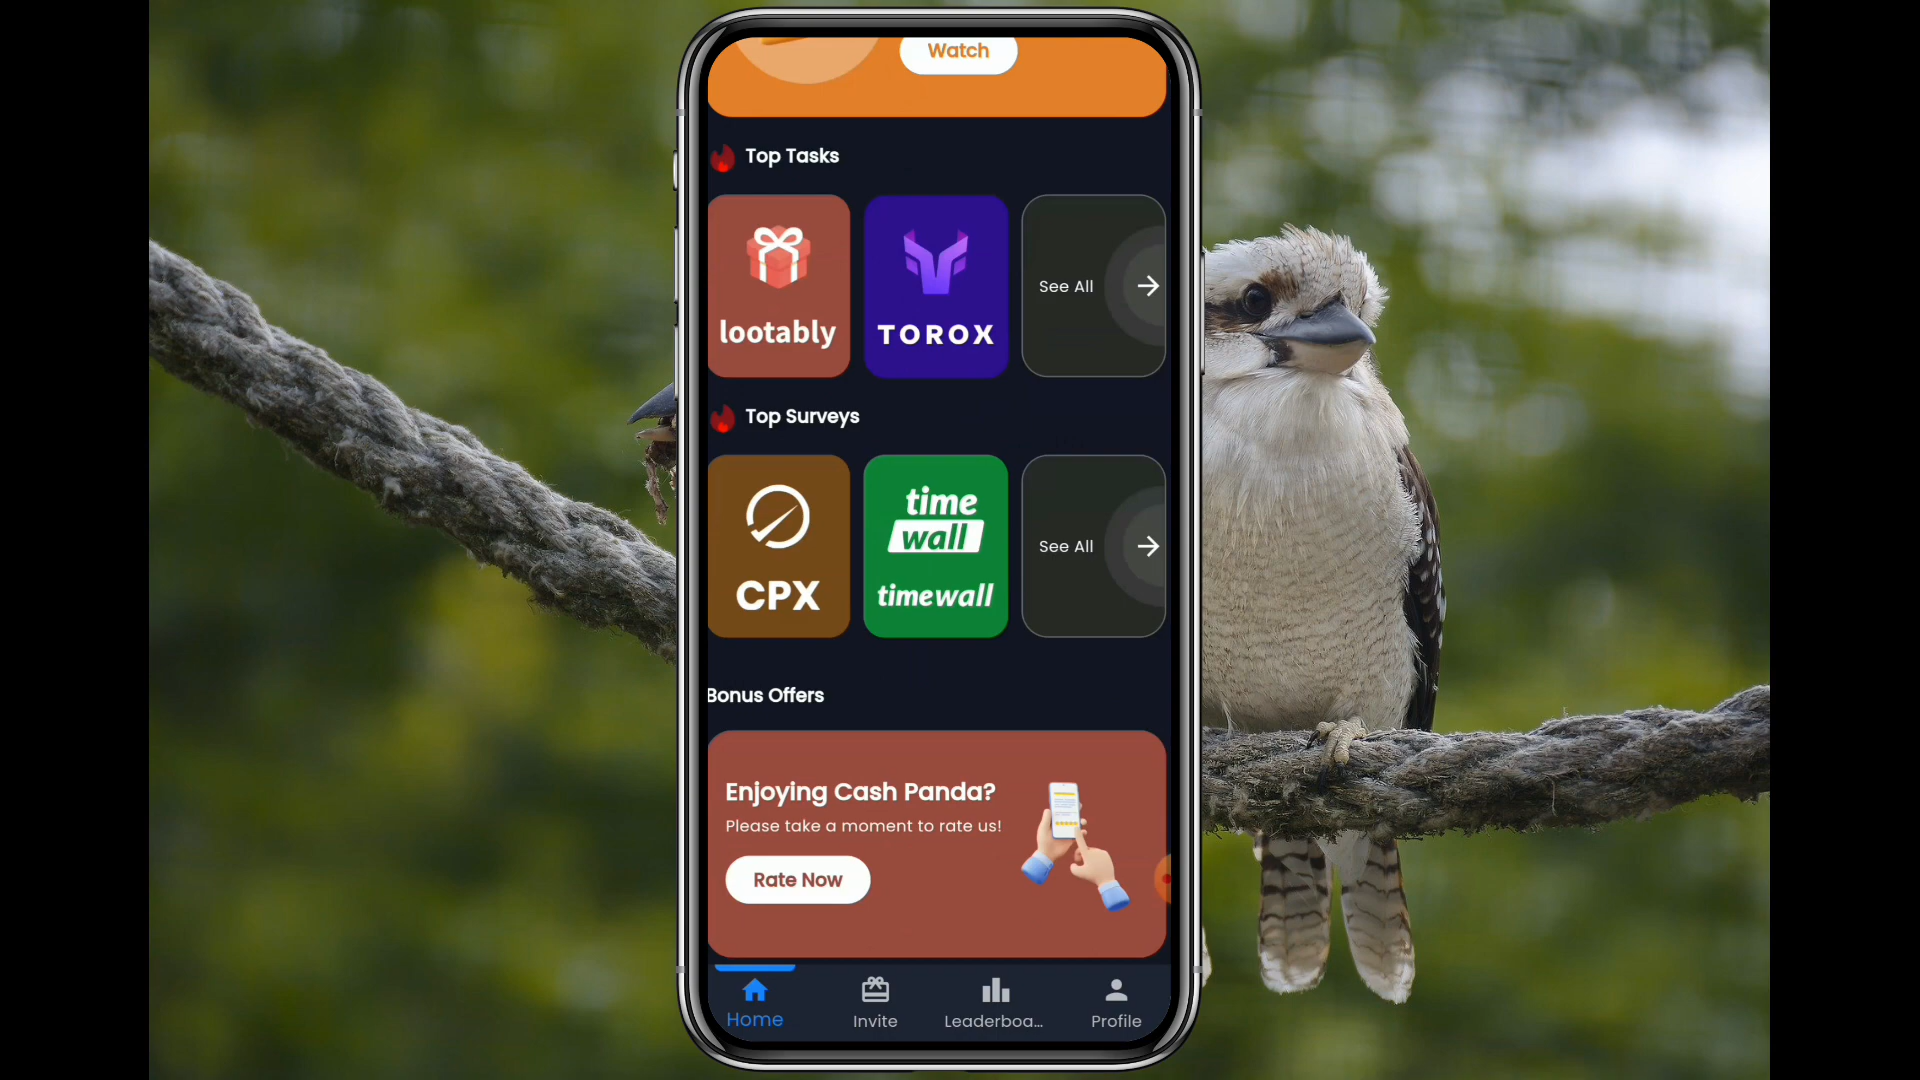 Watch
Top Tasks
lootably
TOROX
See All
Top Surveys
CPX
time
wall
timewall
See All
Bonus Offers
Enjoying Cash Panda?
Please take a moment to rate us!
Rate Now
Home
Invite
Leaderboa...
Profile